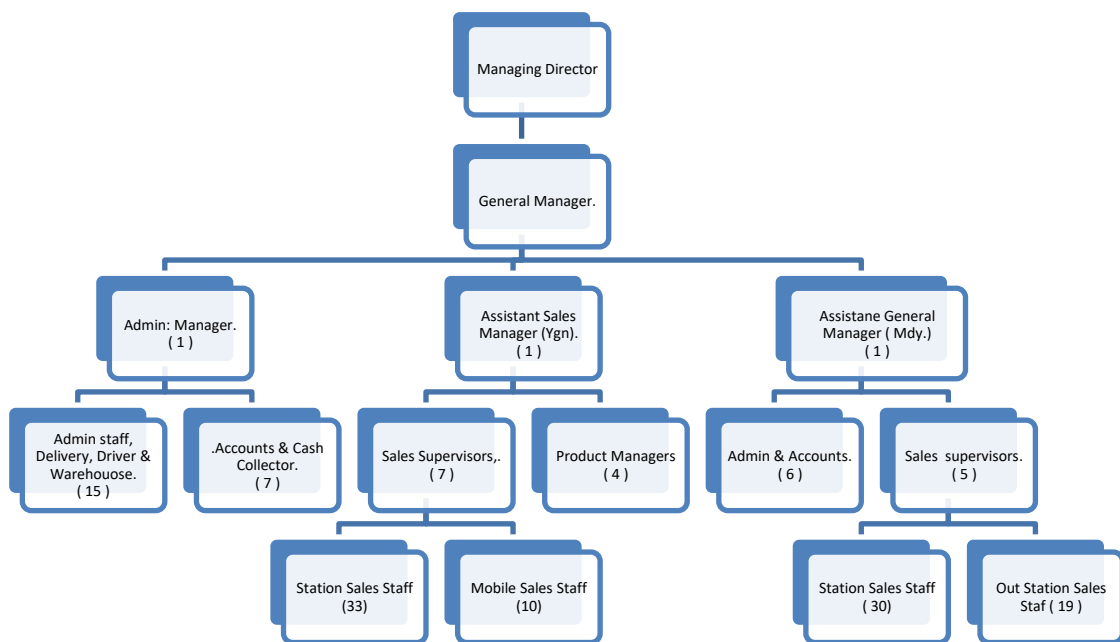 Managing Director
General Manager.
Admin: Manager.
( 1 )
Assistant Sales
Manager (Ygn).
( 1 )
Assistane General
Manager ( Mdy.)
( 1 )
Admin staff,
Delivery, Driver &
Warehouose.
( 15 )
.Accounts & Cash
Collector.
( 7 )
Sales Supervisors,.
( 7 )
Product Managers
( 4 )
Admin & Accounts.
( 6 )
Sales  supervisors.
( 5 )
Station Sales Staff
(33)
Mobile Sales Staff
(10)
Station Sales Staff
( 30)
Out Station Sales
Staf ( 19 )